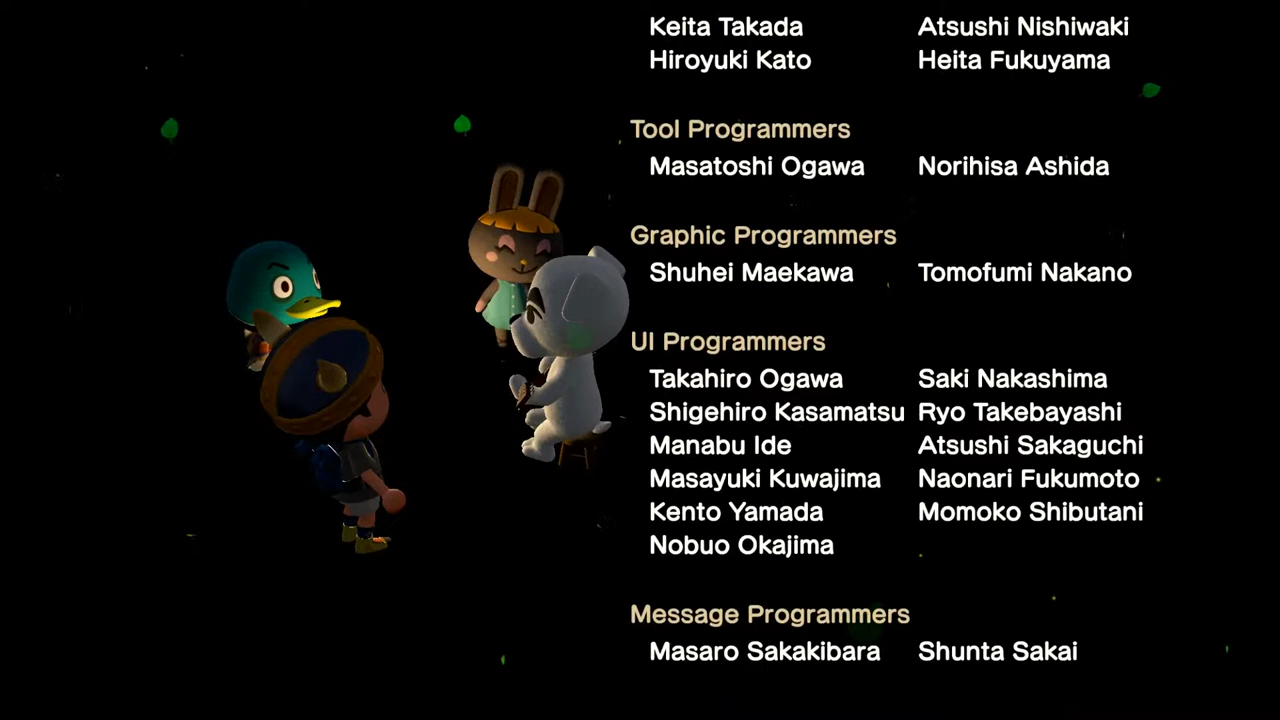 Keita Takada Atsushi Nishiwaki
Hiroyuki Kato Heita Fukuyama
Tool Programmers
Masatoshi Ogawa Norihisa Ashida
Graphic Programmers
Shuhei Maekawa Tomofumi Nakano
UI Programmers
Takahiro Ogawa Saki Nakashima
Shigehiro Kasamatsu Ryo Takebayashi
Manabu Ide Atsushi Sakaguchi
Masayuki Kuwajima Naonari Fukumoto
Kento Yamada Momoko Shibutani
Nobuo Okajima
Message Programmers
Masaro Sakakibara Shunta Sakai